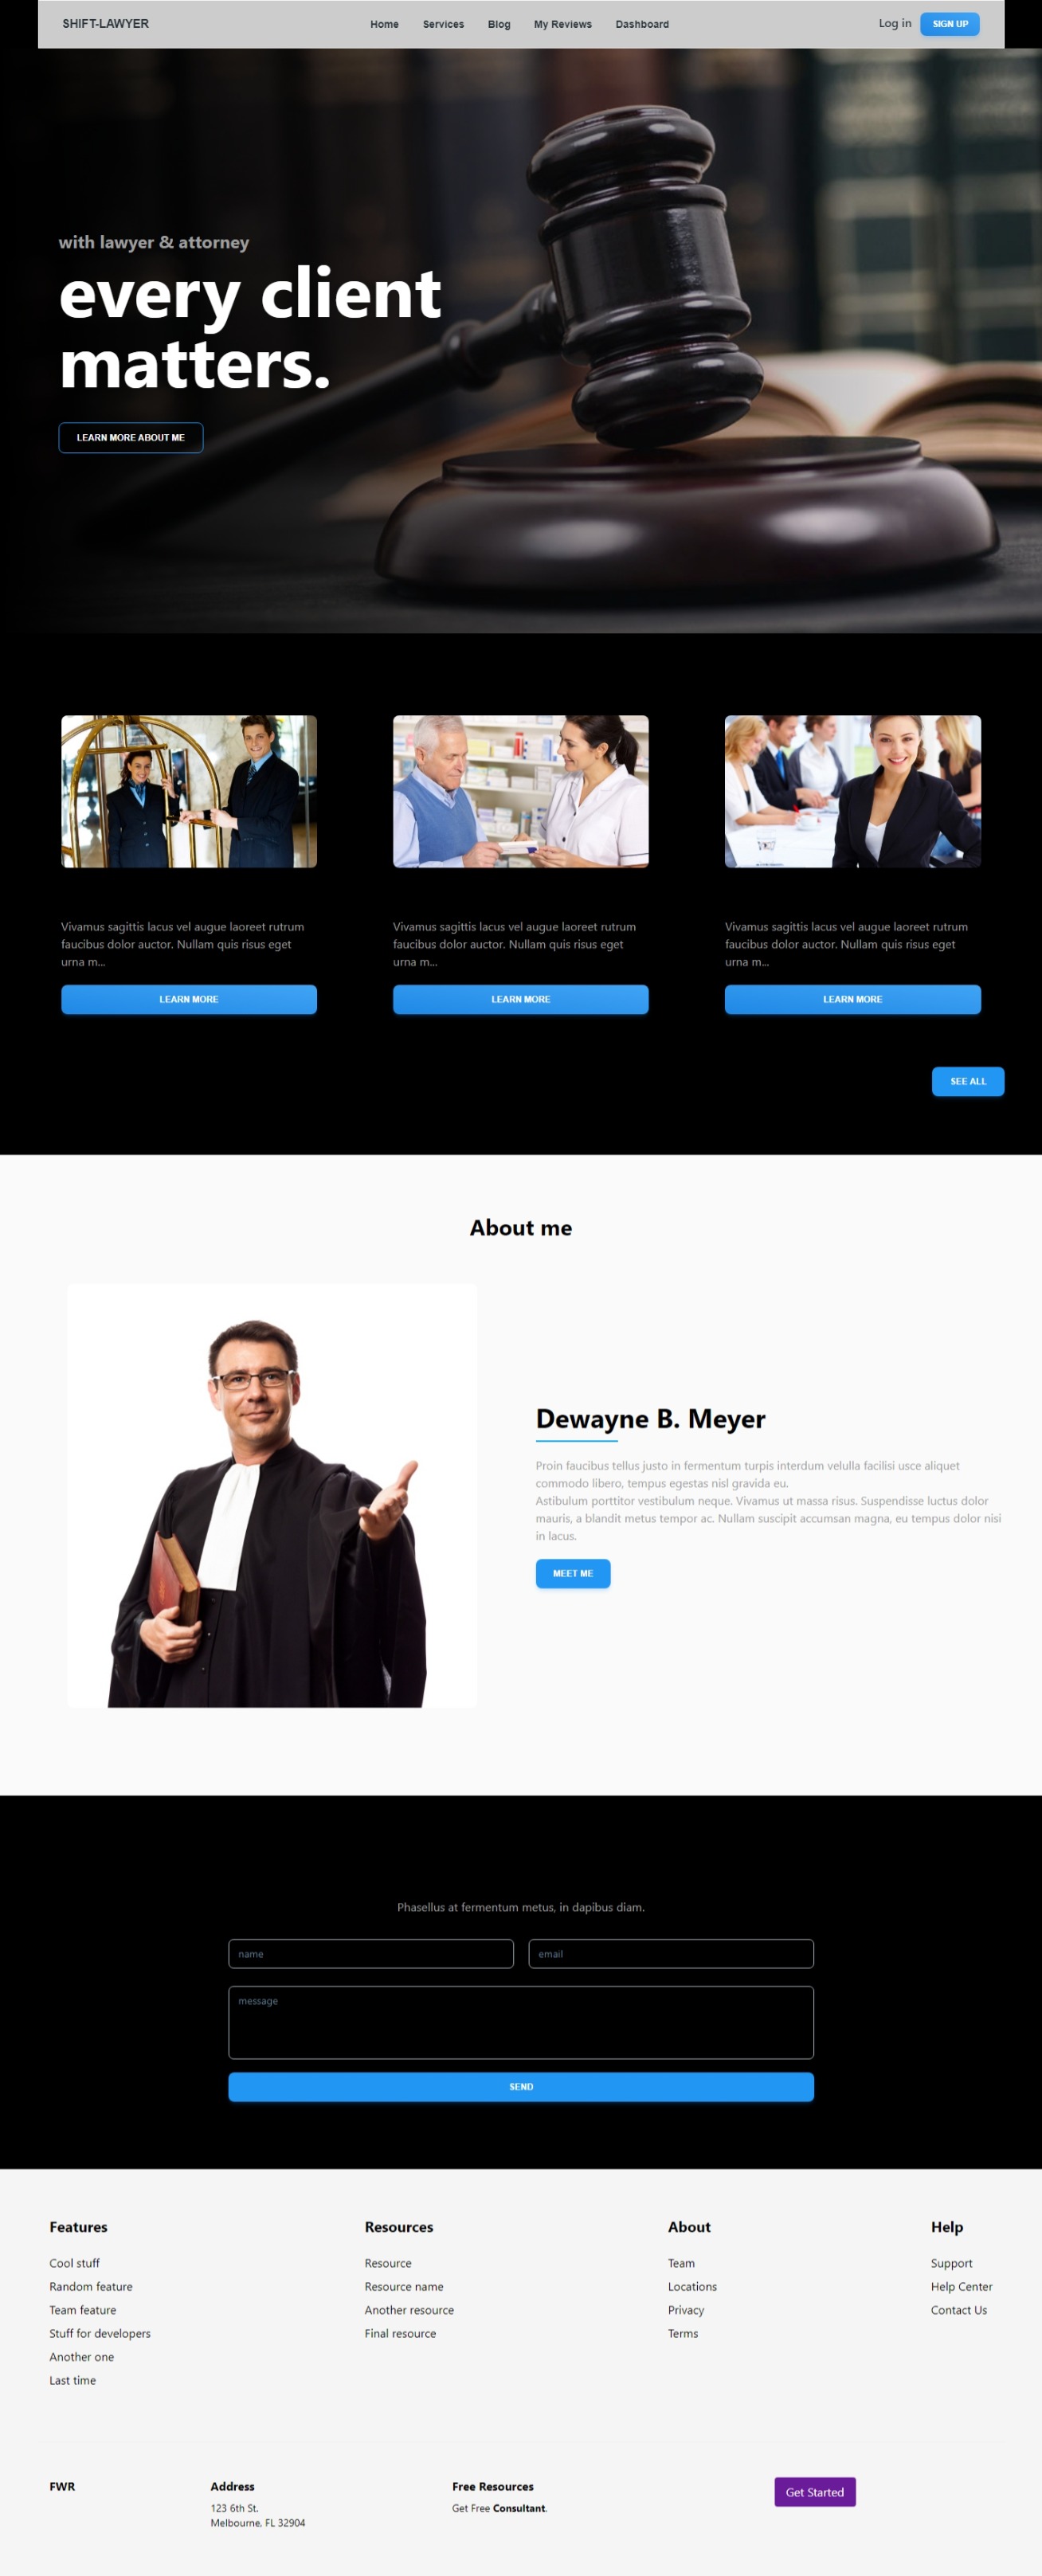 SHIFT-LAWYER
Home Services Blog My Reviews Dashboard
Log in SIGN UP
with lawyer & attorney
every client
matters.
LEARN MORE ABOUT ME
Vivamus sagittis lacus vel augue laoreet rutrum
faucibus dolor auctor. Nullam quis risus eget
urna m...
LEARN MORE
Vivamus sagittis lacus vel augue laoreet rutrum
faucibus dolor auctor. Nullam quis risus eget
urna m...
LEARN MORE
Vivamus sagittis lacus vel augue laoreet rutrum
faucibus dolor auctor. Nullam quis risus eget
urna m...
LEARN MORE
SEE ALL
About me
Dewayne B. Meyer
Proin faucibus tellus justo in fermentum turpis interdum velulla facilisi usce aliquet
commodo libero, tempus egestas nisl gravida eu.
Astibulum porttitor vestibulum neque. Vivamus ut massa risus. Suspendisse luctus dolor
mauris, a blandit metus tempor ac. Nullam suscipit accumsan magna, eu tempus dolor nisi
in lacus.
MEET ME
Phasellus at fermentum metus, in dapibus diam.
name
email
message
SEND
Features
Cool stuff
Random feature
Team feature
Stuff for developers
Another one
Last time
Resources
Resource
Resource name
Another resource
Final resource
About
Team
Locations
Privacy
Terms
Help
Support
Help Center
Contact Us
FWR
Address
123 6th St.
Melbourne, FL 32904
Free Resources
Get Free Consultant.
Get Started